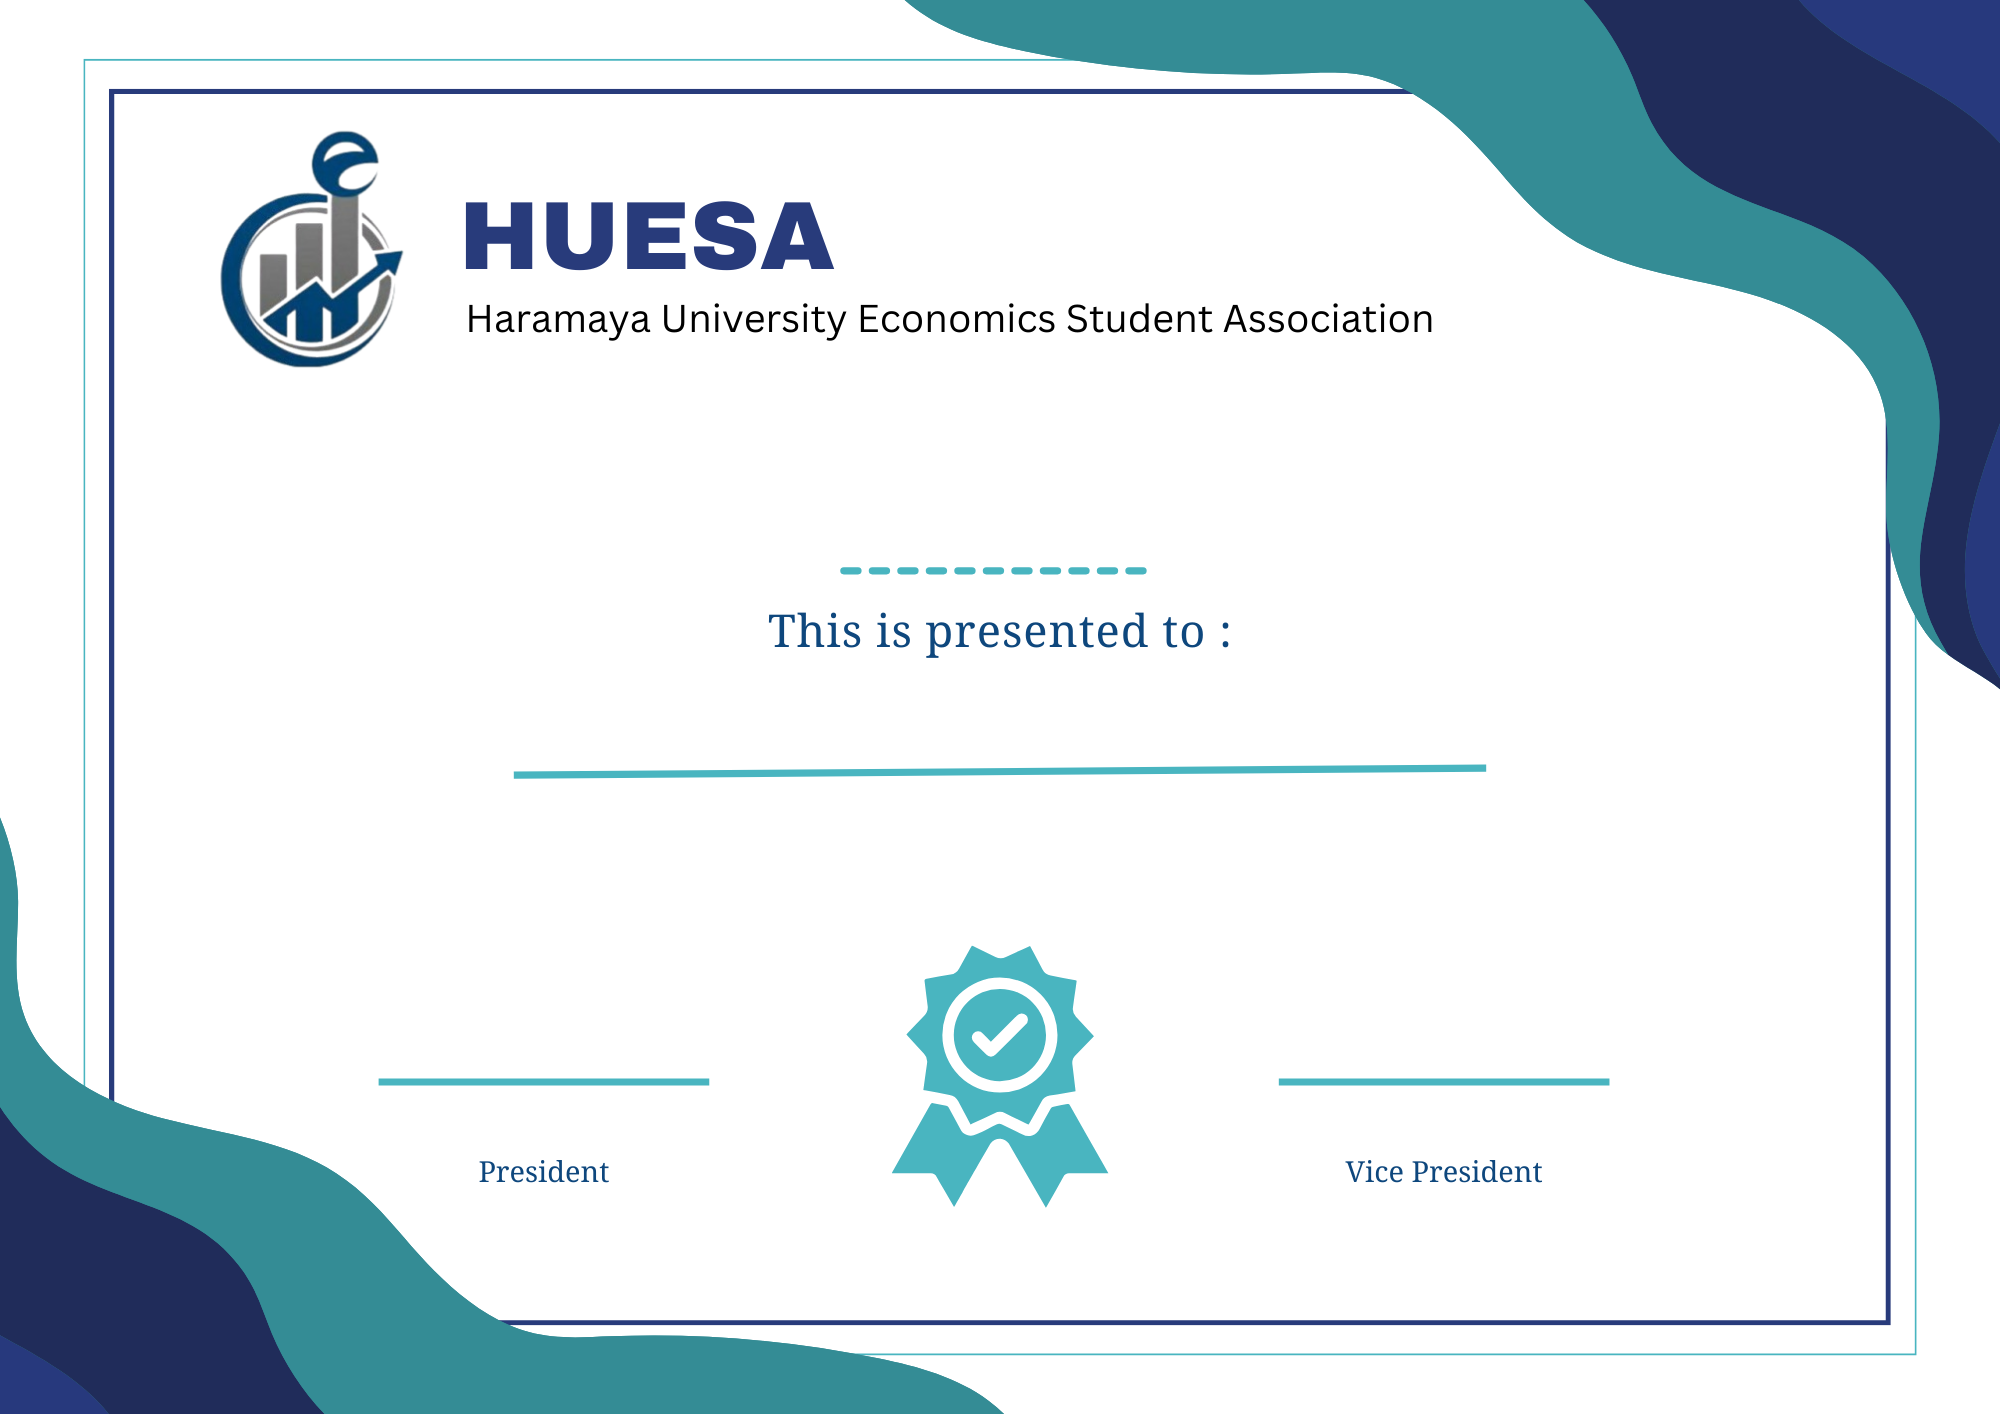 HUESA
Haramaya University Economics Student Association
This is presented to :
President
Vice President